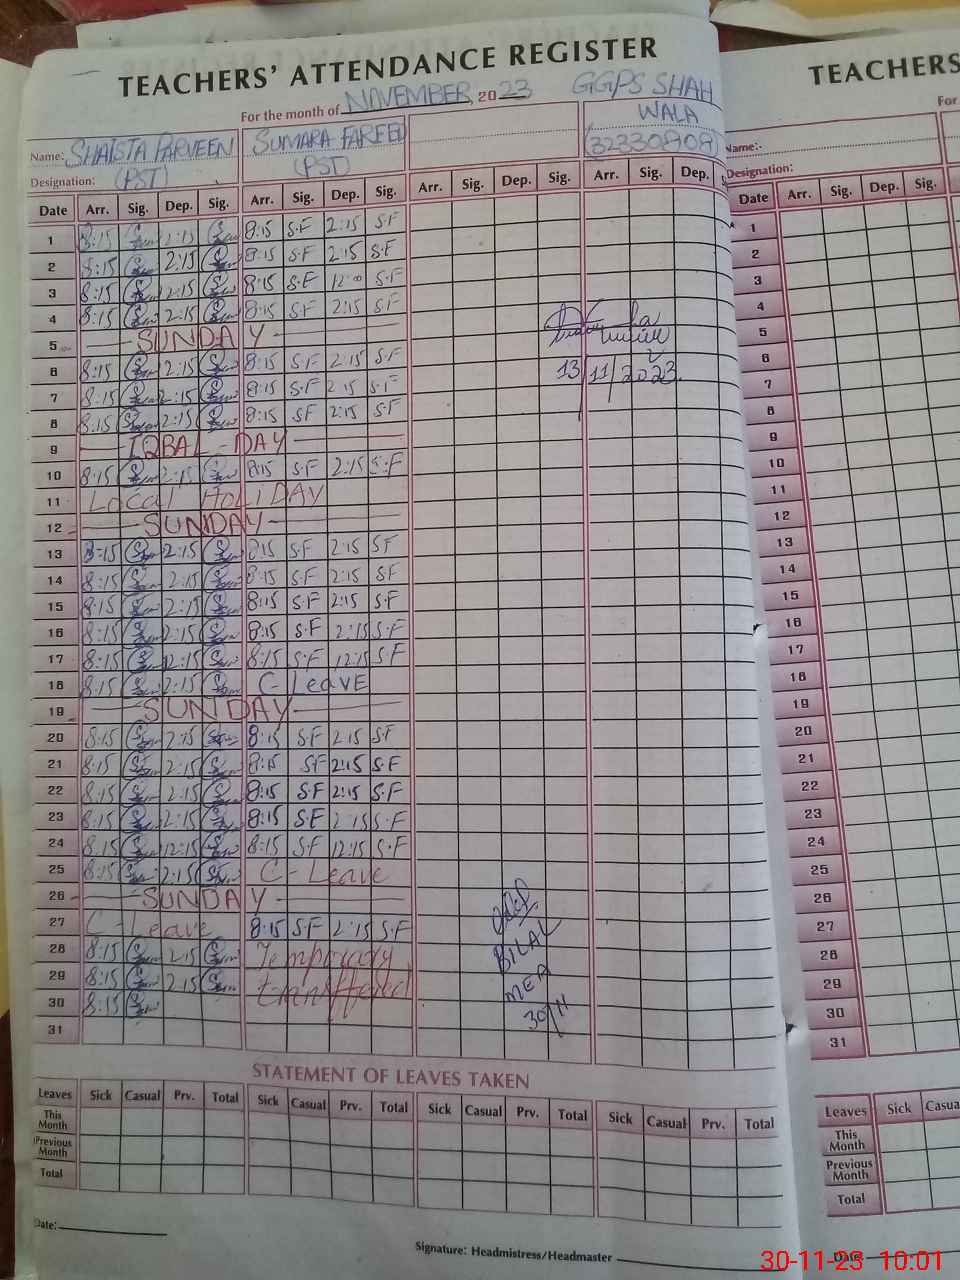 TEACHERS' ATTENDANCE REGISTER
For the month of NOVEMBER, 2023 GGPS SHAH
WALA
(32330909)
Name: SHAISTA PARVEEN SUMARA FAREED
Designation: (PST) (PST)
Date Arr. Sig. Dep. Sig. Arr. Sig. Dep. Sig. Arr. Sig. Dep. Sig. Arr. Sig. Dep. S
1 8:15 2:15 8:15 S.F 2:15 S.F
2 8:15 2:15 8:15 S.F 2:15 S.F
3 8:15 2:15 8:15 S.F 12:00 S.F
4 8:15 2:15 8:15 S.F 2:15 S.F
5 SUNDAY
6 8:15 2:15 8:15 S.F 2:15 S.F
7 8:15 2:15 8:15 S.F 2:15 S.F
13/11/2023
8 8:15 2:15 8:15 S.F 2:15 S.F
9 IQBAL DAY
10 8:15 2:15 8:15 S.F 2:15 S.F
11 Local HOLIDAY
12 SUNDAY
13 8:15 2:15 8:15 S.F 2:15 SF
14 8:15 2:15 8:15 S.F 2:15 SF
15 8:15 2:15 8:15 S.F 2:15 S.F
16 8:15 2:15 8:15 S.F 2:15 S.F
17 8:15 12:15 8:15 S.F 12:15 S.F
18 8:15 2:15 C-Leave
19 SUNDAY
20 8:15 2:15 8:15 S.F 2:15 S.F
21 8:15 2:15 8:15 S.F 2:15 S.F
22 8:15 2:15 8:15 S.F 2:15 S.F
23 8:15 2:15 8:15 S.F 2:15 S.F
24 8:15 12:15 8:15 S.F 12:15 S.F
25 8:15 2:15 C-Leave
26 SUNDAY
27 C-Leave 8:15 S.F 2:15 S.F
BILAL
28 8:15 2:15 Temporary
29 8:15 2:15 transffered
MEA
30 8:15
30/11
31
STATEMENT OF LEAVES TAKEN
Leaves Sick Casual Prv. Total Sick Casual Prv. Total Sick Casual Prv. Total Sick Casual Prv. Total
This Month
Previous Month
Total
Date:
Signature: Headmistress/Headmaster
TEACHERS
For
Name:
Designation:
Date Arr. Sig. Dep. Sig.
1
2
3
4
5
6
7
8
9
10
11
12
13
14
15
16
17
18
19
20
21
22
23
24
25
26
27
28
29
30
31
Leaves Sick Casua
This Month
Previous Month
Total
Date:
30-11-23 10:01